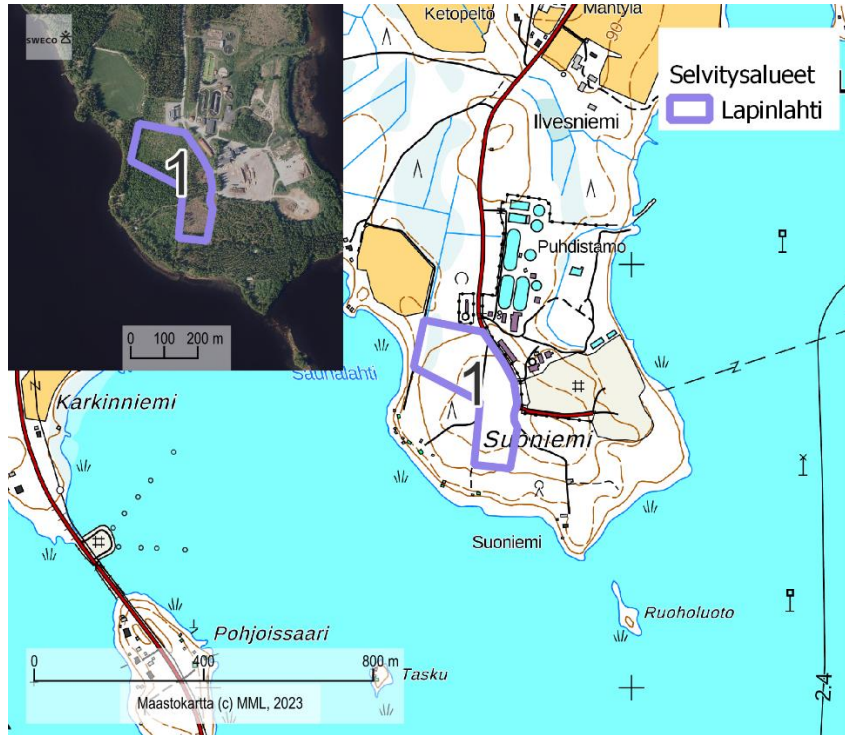 SWECO
1
0 100 200 m
Ketopelto
Mäntylä
90
Selvitysalueet
Lapinlahti
Ilvesniemi
Puhdistamo
Saunalahti
1
Karkinniemi
Suoniemi
Suoniemi
Ruoholuoto
Pohjoissaari
Tasku
0 400 800 m
Maastokartta (c) MML, 2023
2.4